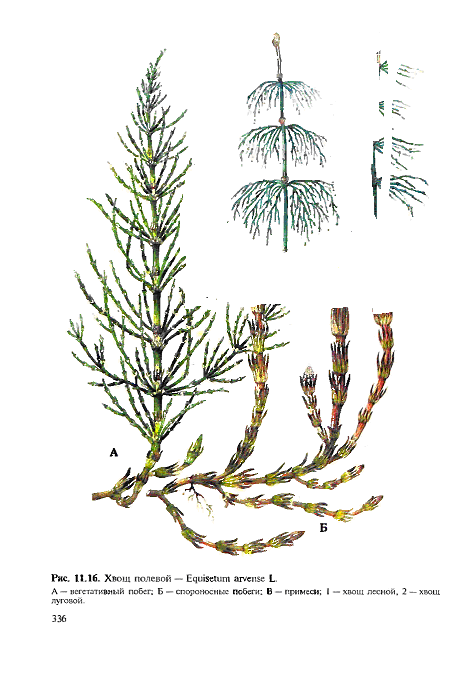 А
Б
Рис. 11.16. Хвощ полевой — Equisetum arvense L.
А — вегетативный побег; Б — спороносные побеги; В — примеси; 1 — хвощ лесной, 2 — хвощ
луговой.
336